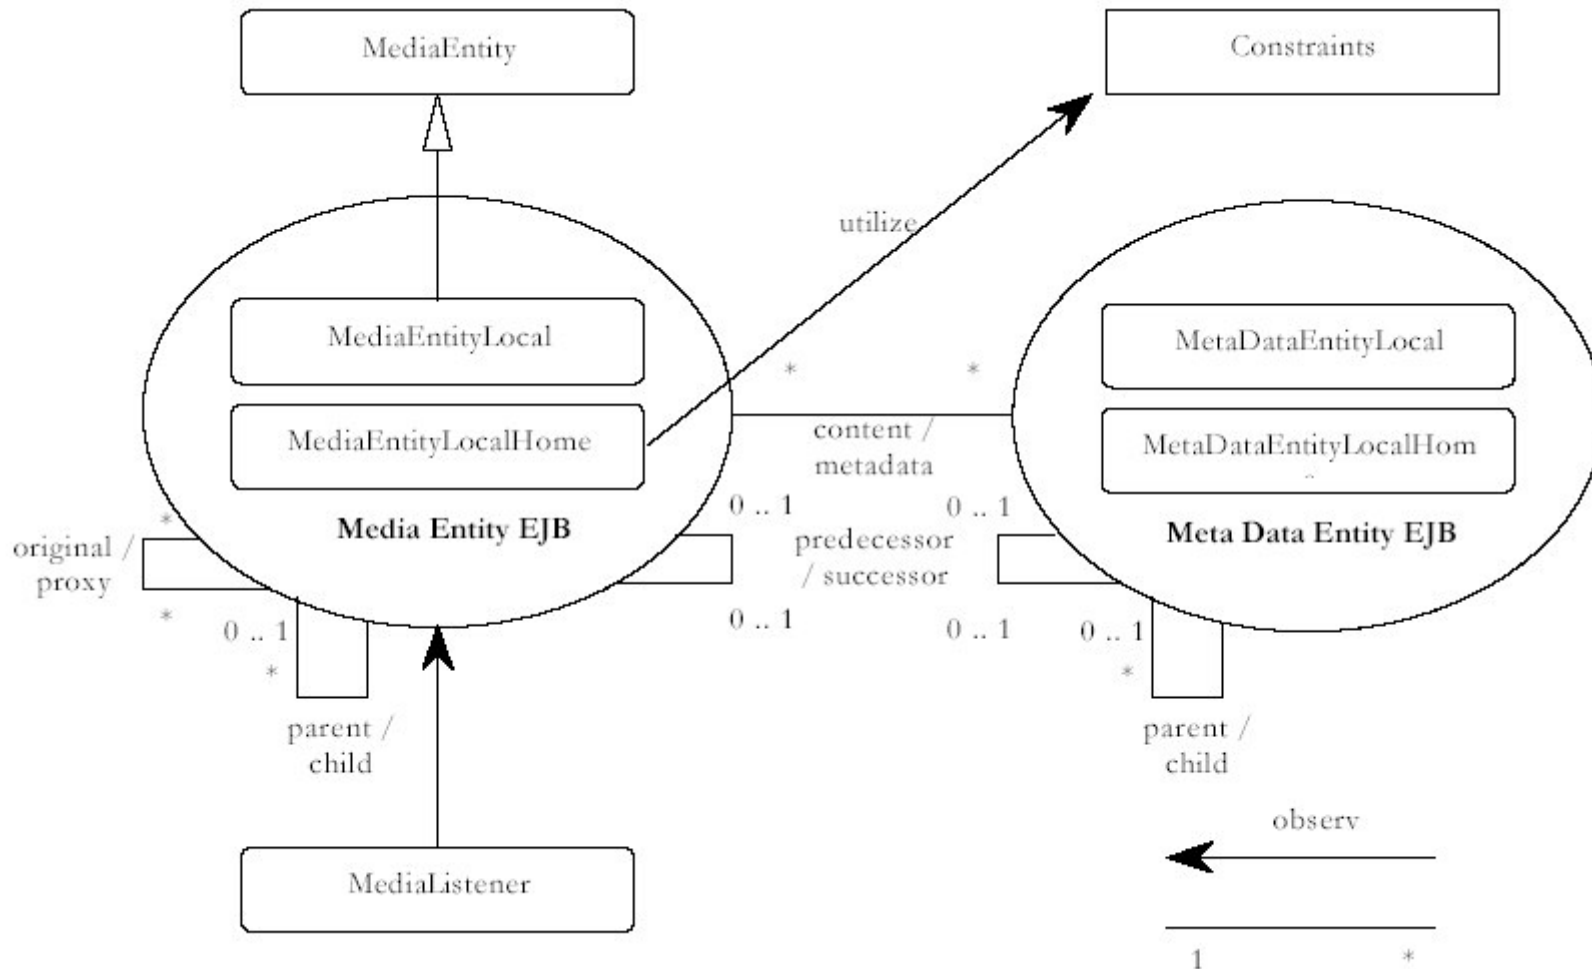 MediaEntity
Constraints
utilize
MediaEntityLocal
MetaDataEntityLocal
* *
MediaEntityLocalHome
content /
metadata
MetaDataEntityLocalHom
0 .. 1
0 .. 1
Media Entity EJB
Meta Data Entity EJB
*
original /
proxy
*
predecessor
/ successor
0 .. 1
0 .. 1
0 .. 1
*
0 .. 1
*
parent /
child
parent /
child
observ
MediaListener
1 *